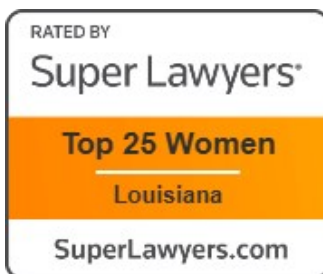 RATED BY
Super Lawyers®
Top 25 Women
Louisiana
SuperLawyers.com